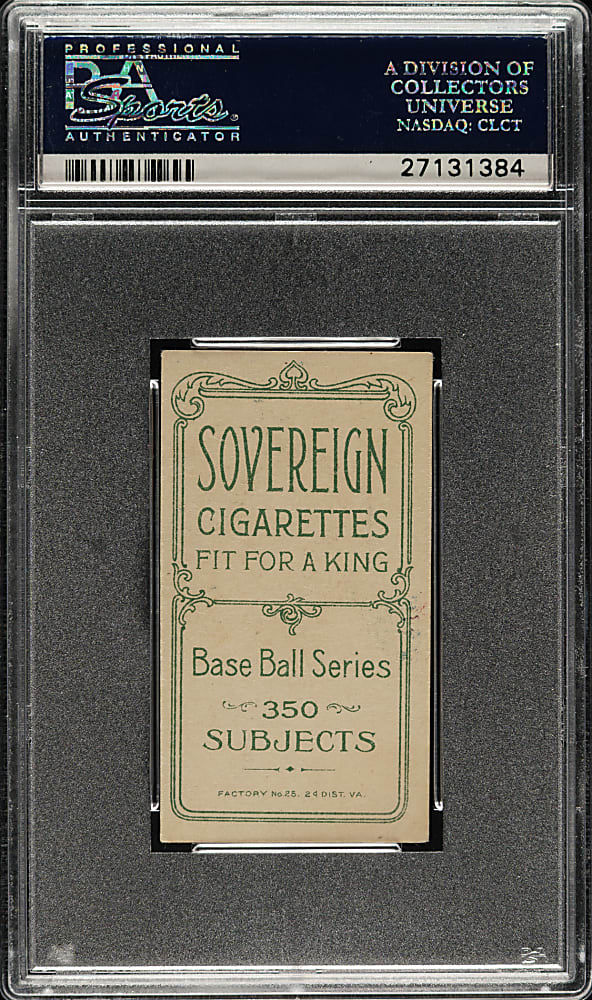 PROFESSIONAL
PSA
Sports
AUTHENTICATOR
A DIVISION OF
COLLECTORS
UNIVERSE
NASDAQ: CLCT
27131384
SOVEREIGN
CIGARETTES
FIT FOR A KING
Base Ball Series
350
SUBJECTS
FACTORY No.25. 2d DIST. VA.